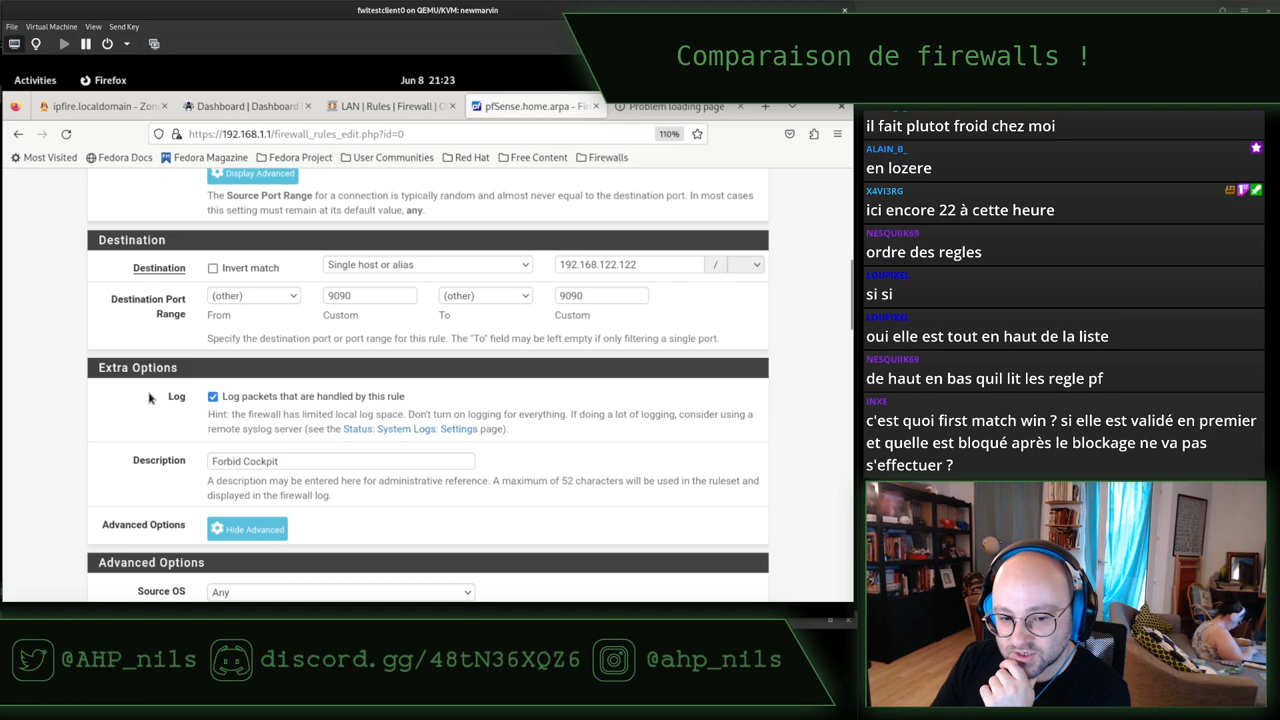 fwltestclient0 on QEMU/KVM: newmarvin
File Virtual Machine View Send Key
Comparaison de firewalls !
Activities Firefox Jun 8 21:23
ipfire.localdomain - Zon
Dashboard | Dashboard
LAN | Rules | Firewall | O
pfSense.home.arpa - Fir
Problem loading page
https://192.168.1.1/firewall_rules_edit.php?id=0 110%
Most Visited Fedora Docs Fedora Magazine Fedora Project User Communities Red Hat Free Content Firewalls
Display Advanced
The Source Port Range for a connection is typically random and almost never equal to the destination port. In most cases
this setting must remain at its default value, any.
Destination
Destination Invert match Single host or alias 192.168.122.122 /
Destination Port Range
(other) 9090 (other) 9090
From Custom To Custom
Specify the destination port or port range for this rule. The "To" field may be left empty if only filtering a single port.
Extra Options
Log Log packets that are handled by this rule
Hint: the firewall has limited local log space. Don't turn on logging for everything. If doing a lot of logging, consider using a
remote syslog server (see the Status: System Logs: Settings page).
Description Forbid Cockpit
A description may be entered here for administrative reference. A maximum of 52 characters will be used in the ruleset and
displayed in the firewall log.
Advanced Options Hide Advanced
Advanced Options
Source OS Any
il fait plutot froid chez moi
ALAIN_B_
en lozere
X4VI3RG
ici encore 22 à cette heure
NESQUIIK69
ordre des regles
LOUPIXEL
si si
LOUPIXEL
oui elle est tout en haut de la liste
NESQUIIK69
de haut en bas quil lit les regle pf
INXE
c'est quoi first match win ? si elle est validé en premier
et quelle est bloqué après le blockage ne va pas
s'effectuer ?
@AHP_nils discord.gg/48tN36XQZ6 @ahp_nils